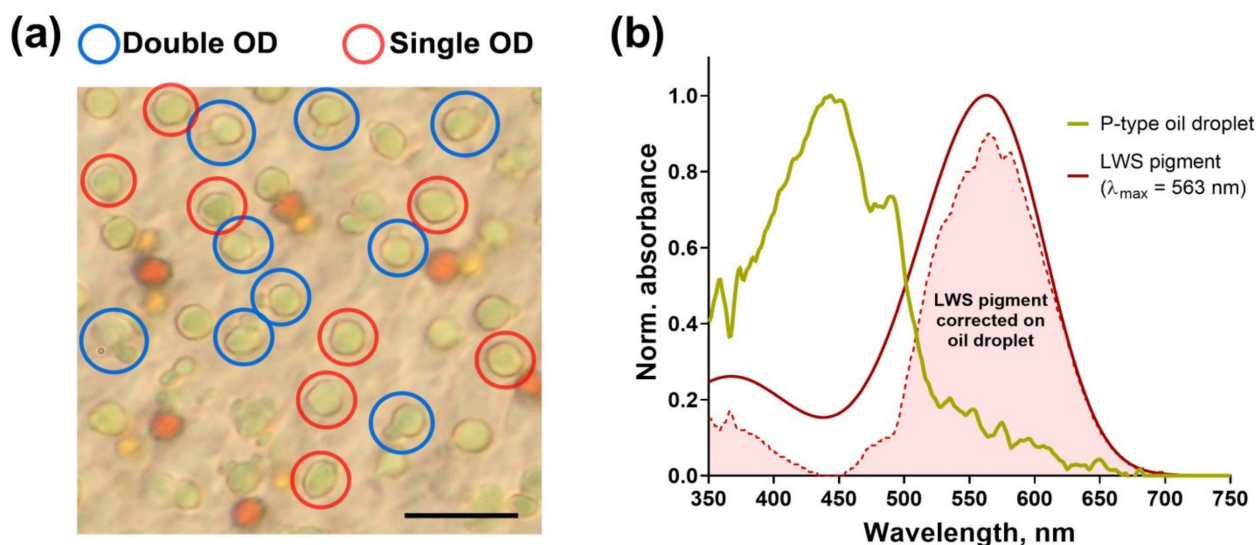 (a) Double OD Single OD
(b)
Norm. absorbance
1.0
0.8
0.6
0.4
0.2
0.0
350 400 450 500 550 600 650 700 750
Wavelength, nm
P-type oil droplet
LWS pigment
(λmax = 563 nm)
LWS pigment
corrected on
oil droplet